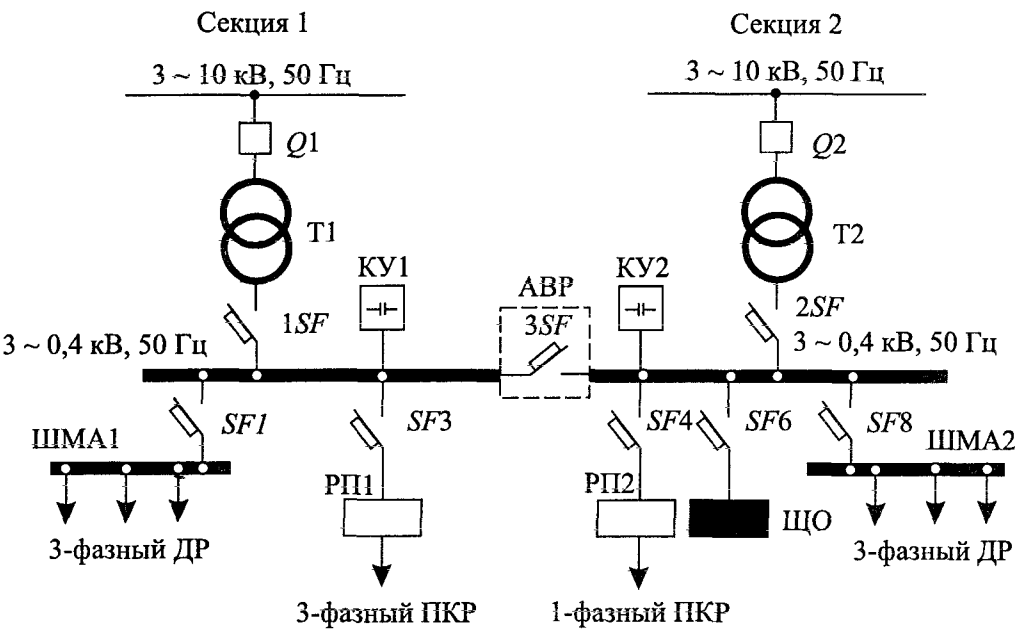 Секция 1
Секция 2
3 ~ 10 кВ, 50 Гц
3 ~ 10 кВ, 50 Гц
Q1
Q2
T1
T2
КУ1
КУ2
АВР
1SF
3SF
2SF
3 ~ 0,4 кВ, 50 Гц
3 ~ 0,4 кВ, 50 Гц
SF1
SF3
SF4
SF6
SF8
ШМА1
ШМА2
РП1
РП2
ЩО
3-фазный ДР
3-фазный ДР
3-фазный ПКР
1-фазный ПКР